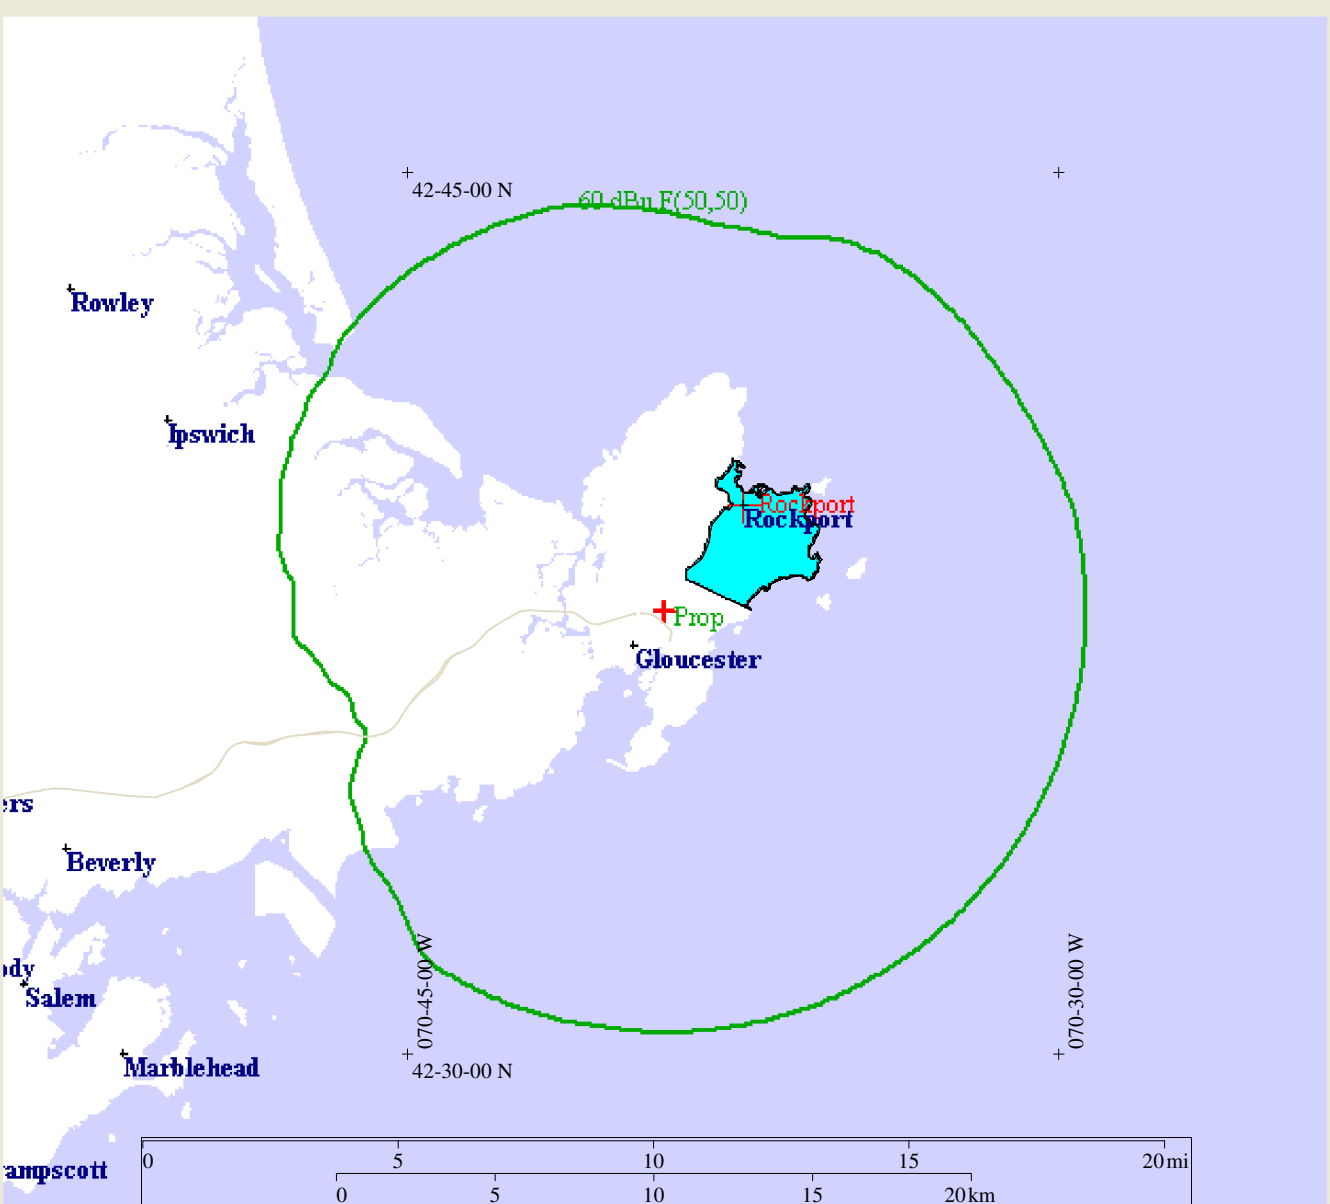 42-45-00 N
60 dBu F(50,50)
Rowley
Ipswich
Rockport
Rockport
Prop
Gloucester
ers
Beverly
070-45-00 W
070-30-00 W
ody
Salem
Marblehead
42-30-00 N
ampscott
0 5 10 15 20 mi
0 5 10 15 20 km